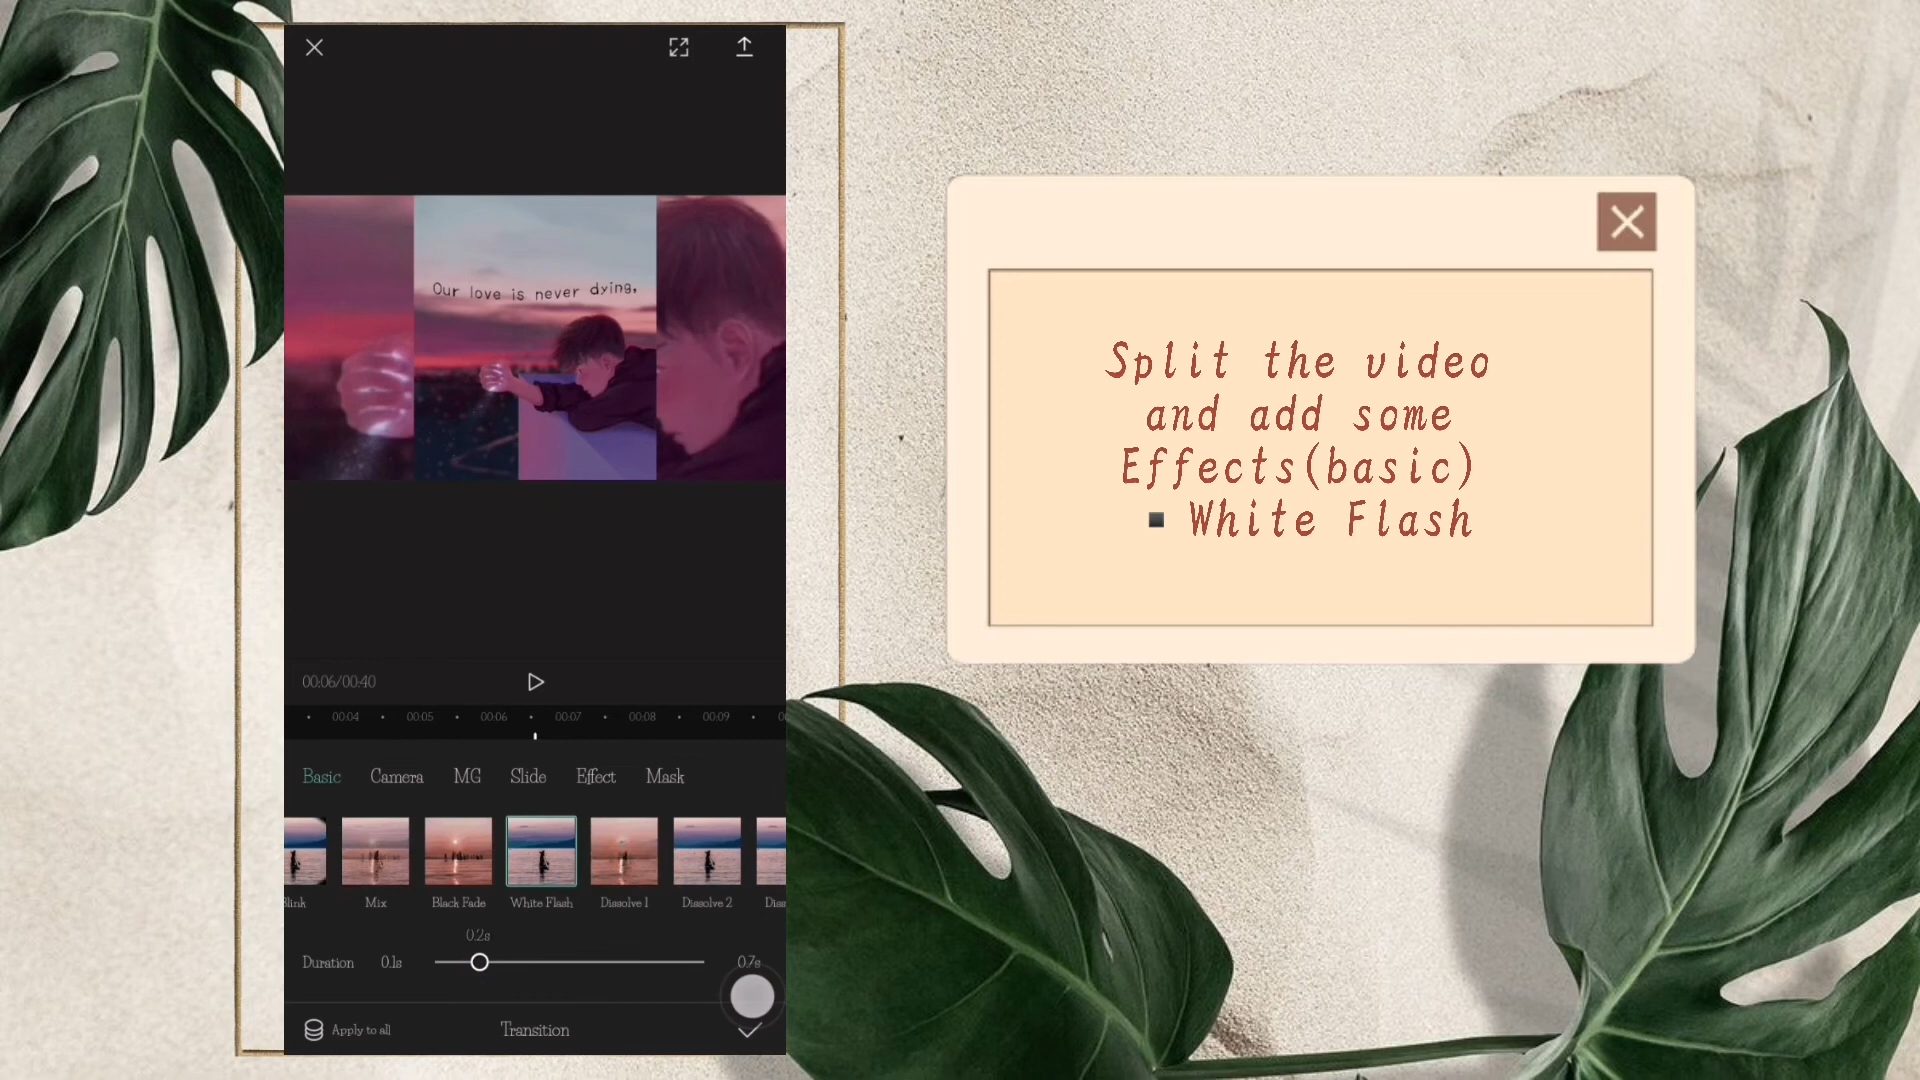 Our love is never dying,
00:06/00:40
00:04 00:05 00:06 00:07 00:08 00:09
Basic Camera MG Slide Effect Mask
Blink Mix Black Fade White Flash Dissolve 1 Dissolve 2 Diss
0.2s
Duration 0.1s 0.7s
Apply to all Transition
Split the video
and add some
Effects(basic)
▪ White Flash